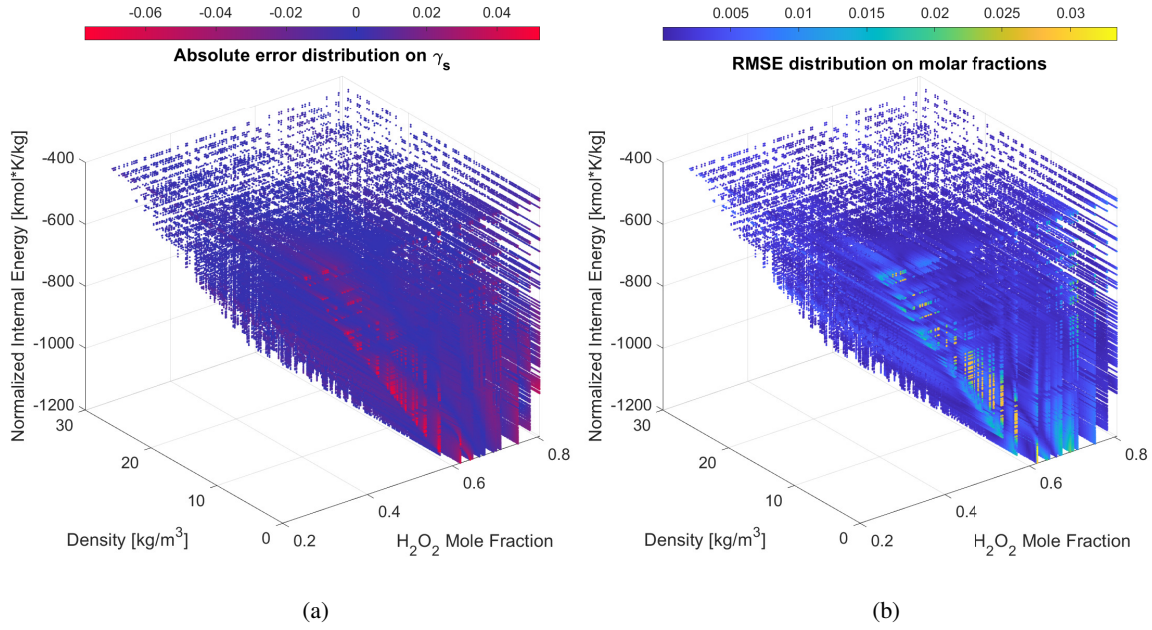 -0.06 -0.04 -0.02 0 0.02 0.04
Absolute error distribution on γs
Normalized Internal Energy [kmol*K/kg]
-400
-600
-800
-1000
-1200
30
20
10
0
Density [kg/m3]
0.2
0.4
0.6
0.8
H2O2 Mole Fraction
(a)
0.005 0.01 0.015 0.02 0.025 0.03
RMSE distribution on molar fractions
Normalized Internal Energy [kmol*K/kg]
-400
-600
-800
-1000
-1200
30
20
10
0
Density [kg/m3]
0.2
0.4
0.6
0.8
H2O2 Mole Fraction
(b)